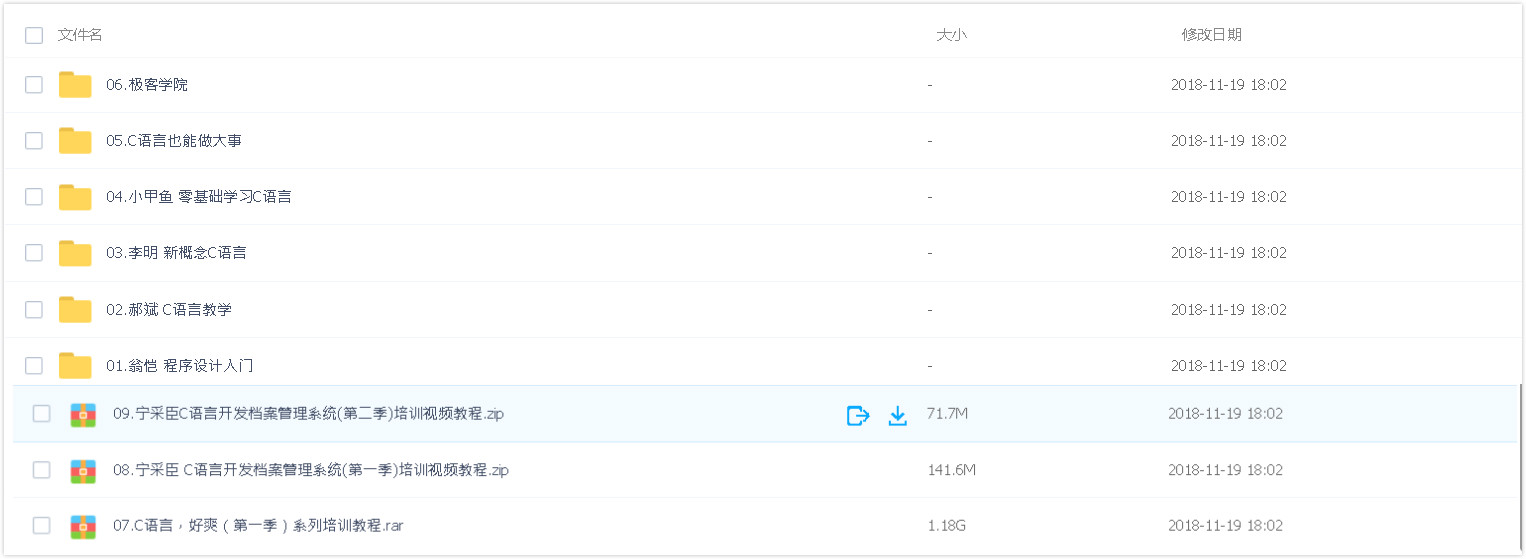 文件名 大小 修改日期
06.极客学院 - 2018-11-19 18:02
05.C语言也能做大事 - 2018-11-19 18:02
04.小甲鱼 零基础学习C语言 - 2018-11-19 18:02
03.李明 新概念C语言 - 2018-11-19 18:02
02.郝斌 C语言教学 - 2018-11-19 18:02
01.翁恺 程序设计入门 - 2018-11-19 18:02
09.宁采臣C语言开发档案管理系统(第二季)培训视频教程.zip 71.7M 2018-11-19 18:02
08.宁采臣 C语言开发档案管理系统(第一季)培训视频教程.zip 141.6M 2018-11-19 18:02
07.C语言，好爽（第一季）系列培训教程.rar 1.18G 2018-11-19 18:02